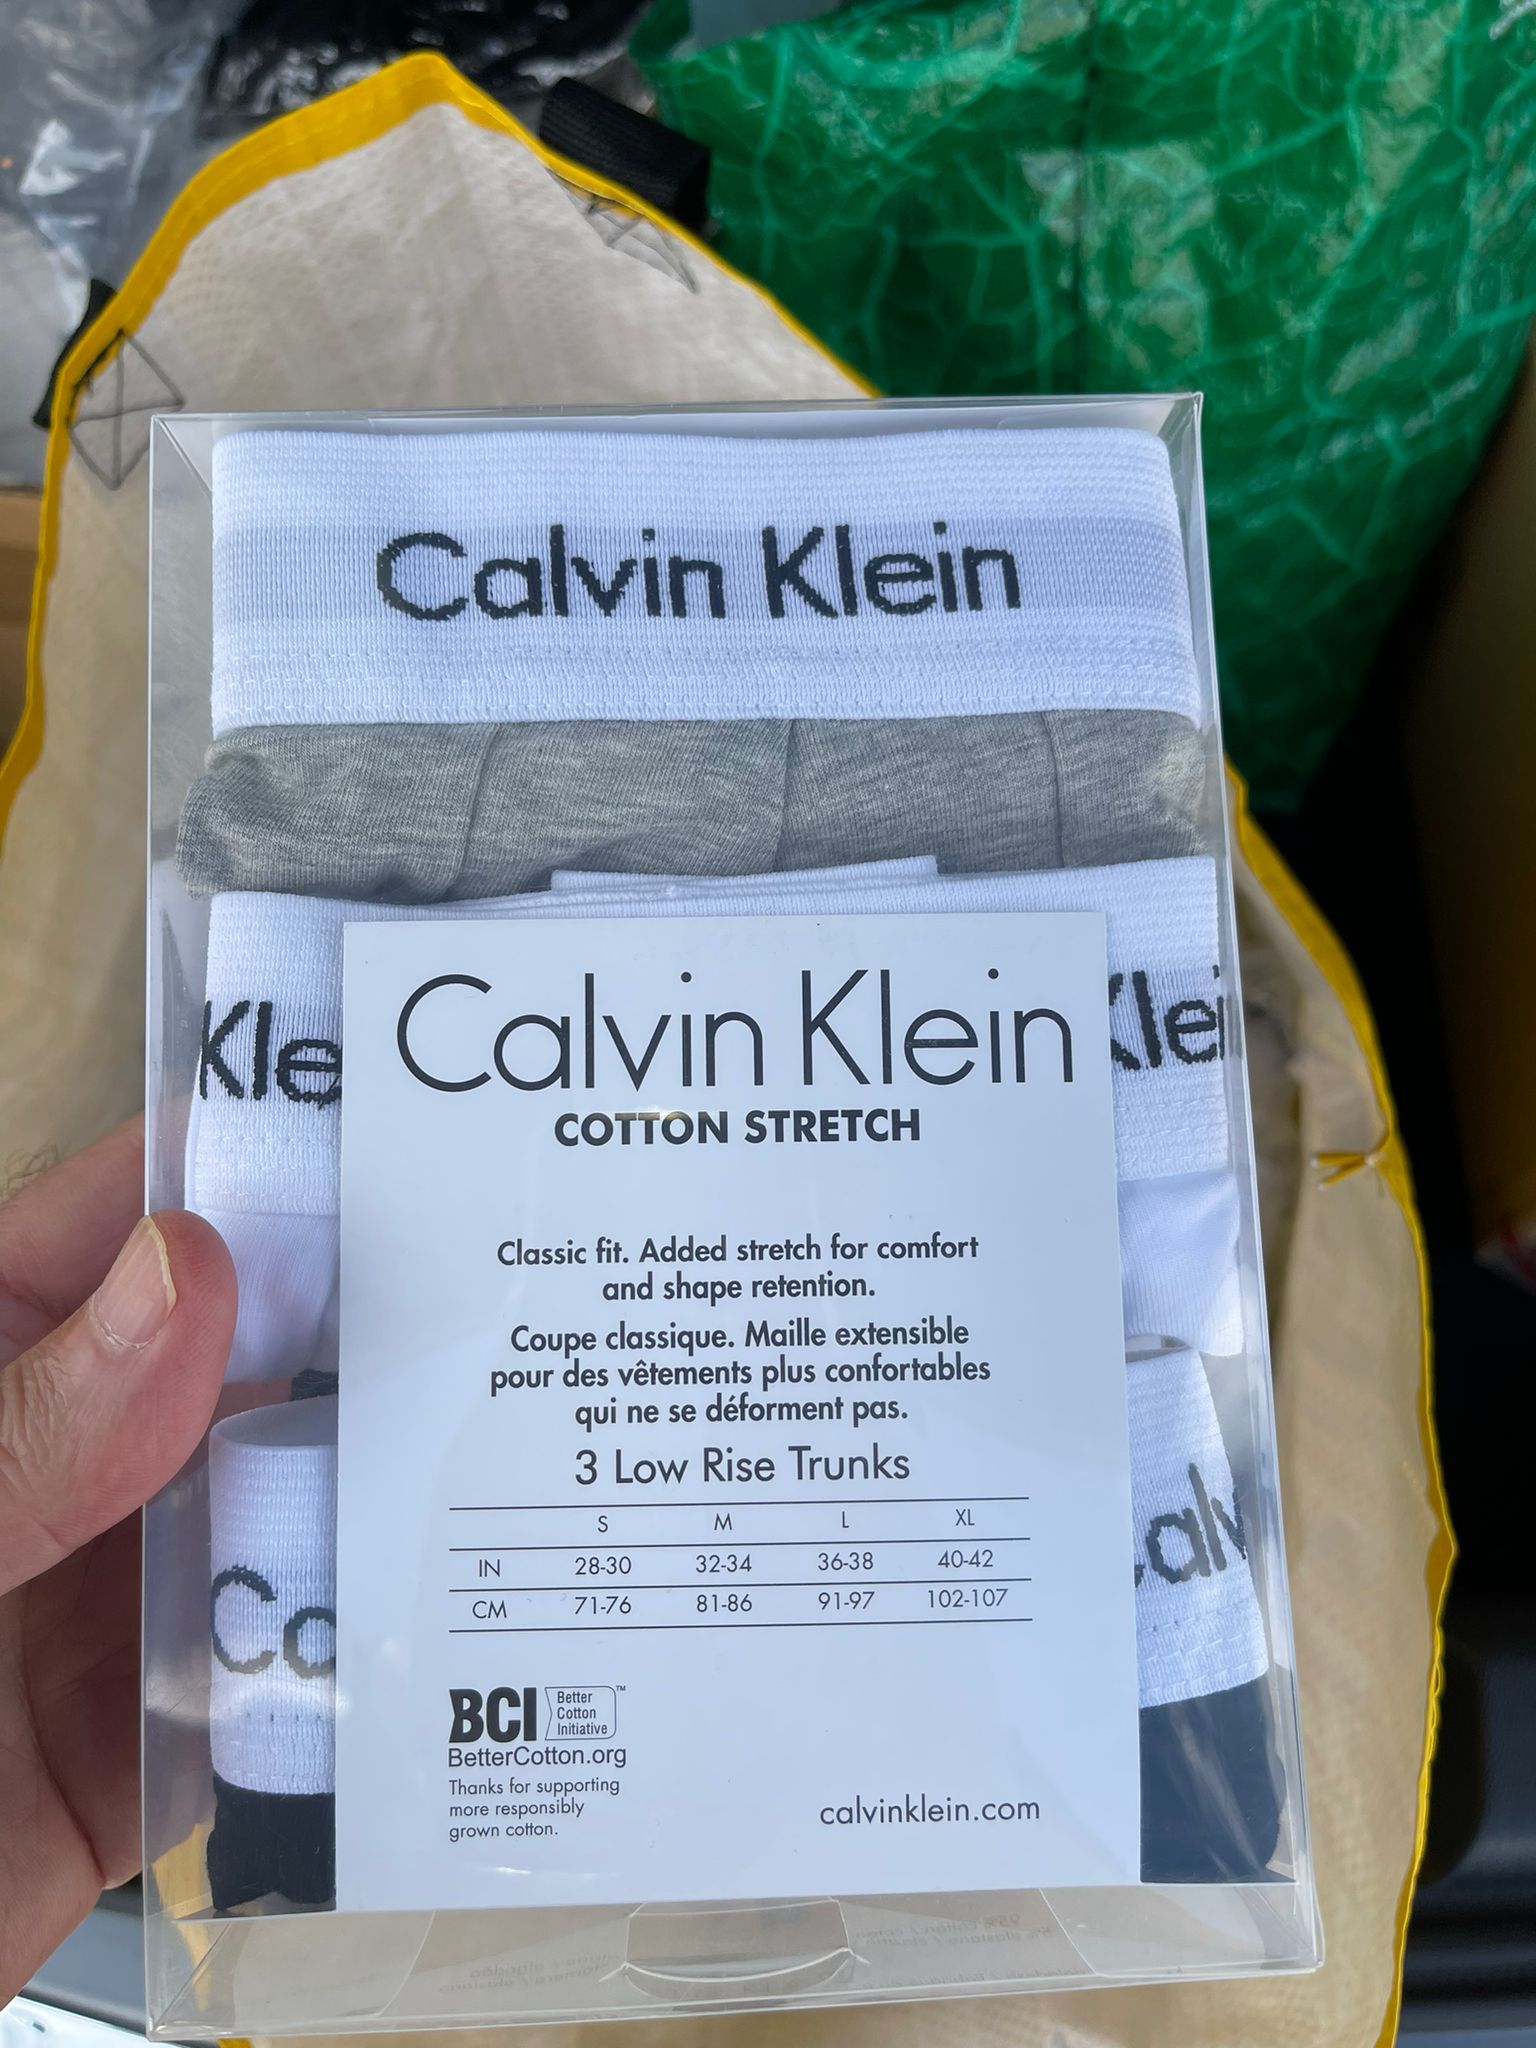 Calvin Klein
Kle
Klei
Calvin Klein
COTTON STRETCH
Classic fit. Added stretch for comfort
and shape retention.
Coupe classique. Maille extensible
pour des vêtements plus confortables
qui ne se déforment pas.
3 Low Rise Trunks
S M L XL
IN 28-30 32-34 36-38 40-42
CM 71-76 81-86 91-97 102-107
Ca
Calv
BCI Better
Cotton
Initiative™
BetterCotton.org
Thanks for supporting
more responsibly
grown cotton.
calvinklein.com